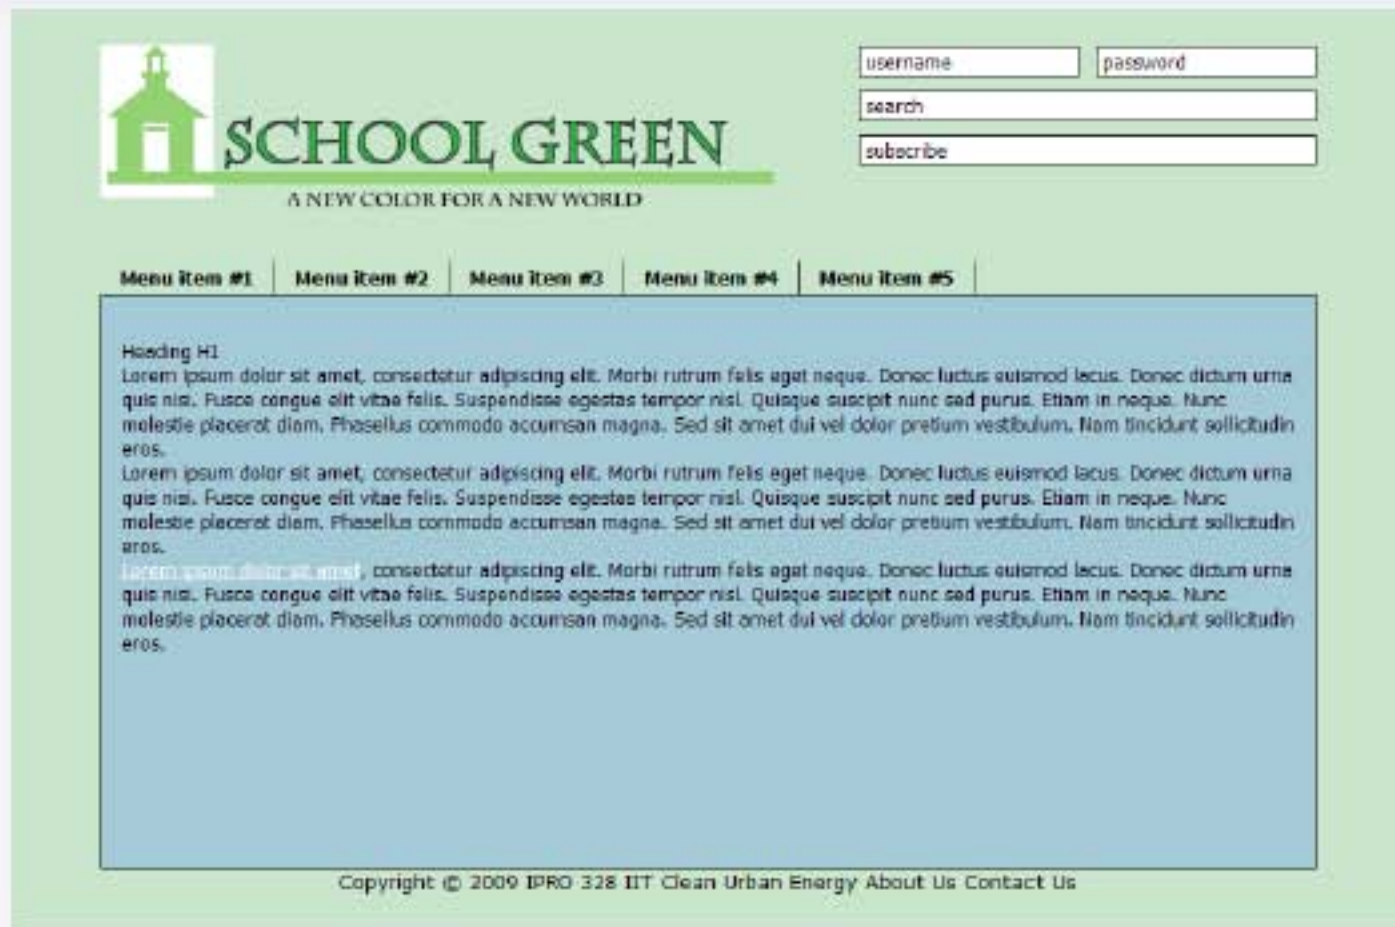 SCHOOL GREEN
A NEW COLOR FOR A NEW WORLD
username password
search
subscribe
Menu item #1 Menu item #2 Menu item #3 Menu item #4 Menu item #5
Heading H1
Lorem ipsum dolor sit amet, consectetur adipiscing elit. Morbi rutrum felis eget neque. Donec luctus euismod lacus. Donec dictum urna
quis nisi. Fusce congue elit vitae felis. Suspendisse egestas tempor nisl. Quisque suscipit nunc sed purus. Etiam in neque. Nunc
molestie placerat diam. Phasellus commodo accumsan magna. Sed sit amet dui vel dolor pretium vestibulum. Nam tincidunt sollicitudin
eros.
Lorem ipsum dolor sit amet, consectetur adipiscing elit. Morbi rutrum felis eget neque. Donec luctus euismod lacus. Donec dictum urna
quis nisi. Fusce congue elit vitae felis. Suspendisse egestas tempor nisl. Quisque suscipit nunc sed purus. Etiam in neque. Nunc
molestie placerat diam. Phasellus commodo accumsan magna. Sed sit amet dui vel dolor pretium vestibulum. Nam tincidunt sollicitudin
eros.
Lorem ipsum dolor sit amet, consectetur adipiscing elit. Morbi rutrum felis eget neque. Donec luctus euismod lacus. Donec dictum urna
quis nisi. Fusce congue elit vitae felis. Suspendisse egestas tempor nisl. Quisque suscipit nunc sed purus. Etiam in neque. Nunc
molestie placerat diam. Phasellus commodo accumsan magna. Sed sit amet dui vel dolor pretium vestibulum. Nam tincidunt sollicitudin
eros.
Copyright © 2009 IPRO 328 IIT Clean Urban Energy About Us Contact Us